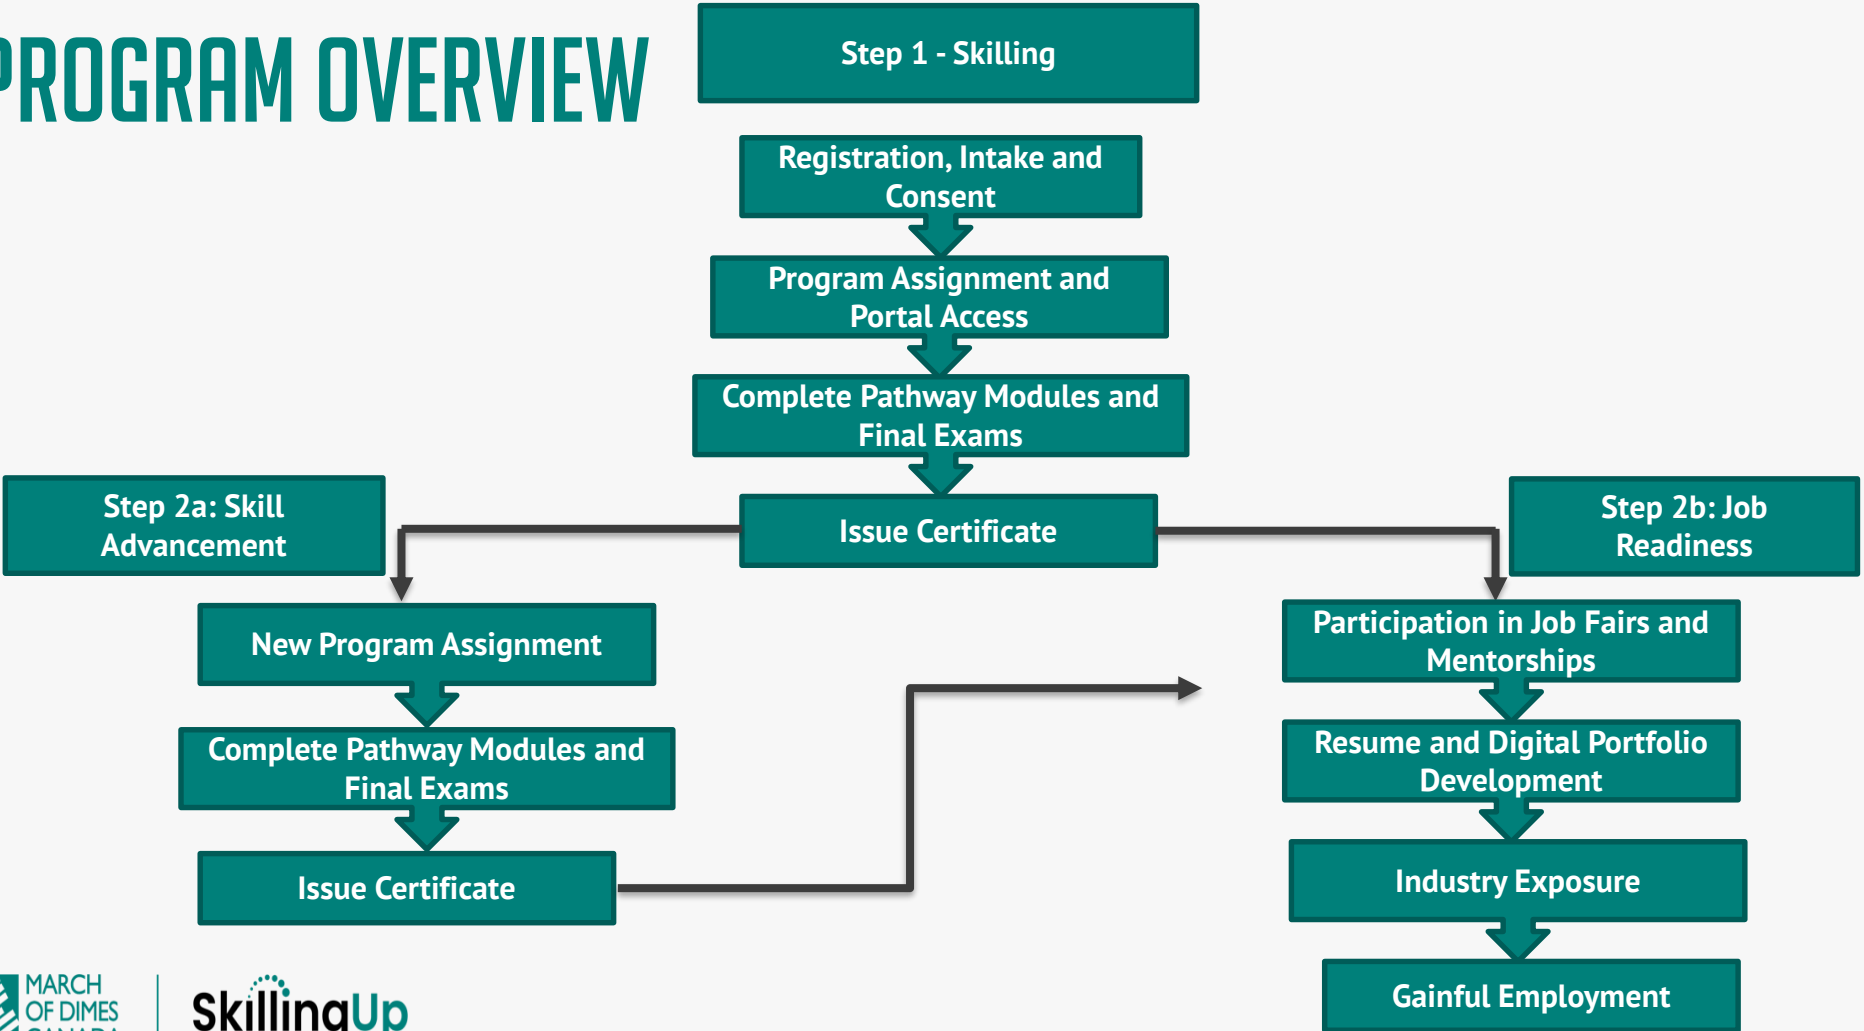 PROGRAM OVERVIEW
Step 1 - Skilling
Registration, Intake and
Consent
Program Assignment and
Portal Access
Complete Pathway Modules and
Final Exams
Issue Certificate
Step 2a: Skill
Advancement
New Program Assignment
Complete Pathway Modules and
Final Exams
Issue Certificate
Step 2b: Job
Readiness
Participation in Job Fairs and
Mentorships
Resume and Digital Portfolio
Development
Industry Exposure
Gainful Employment
MARCH
OF DIMES
CANADA
SkillingUp